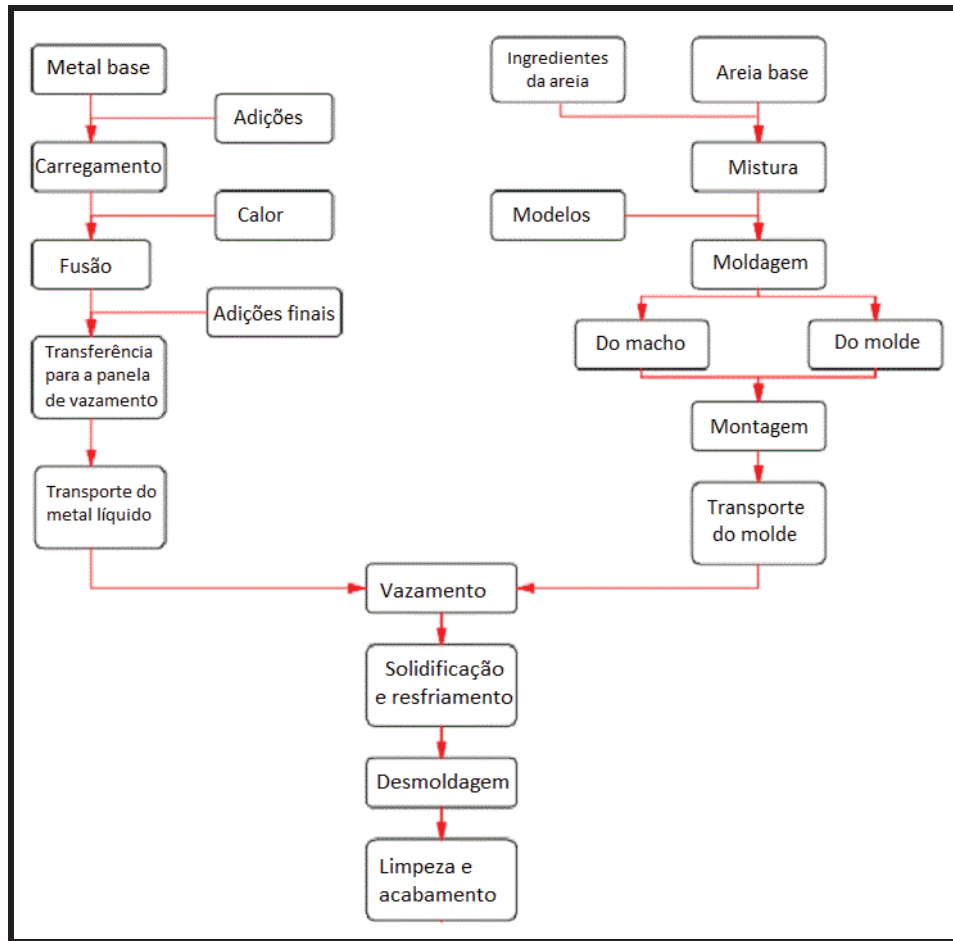 Metal base
Adições
Carregamento
Calor
Fusão
Adições finais
Transferência
para a panela
de vazamento
Transporte do
metal líquido
Ingredientes
da areia
Areia base
Mistura
Modelos
Moldagem
Do macho
Do molde
Montagem
Transporte
do molde
Vazamento
Solidificação
e resfriamento
Desmoldagem
Limpeza e
acabamento